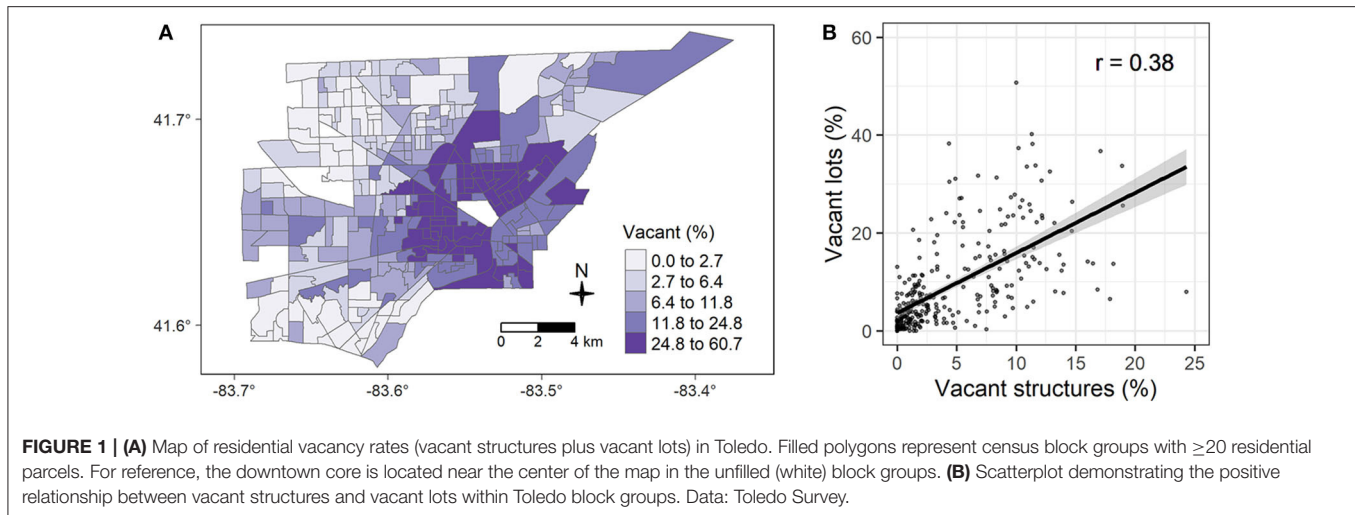 A
41.7°
41.6°
-83.7°
-83.6°
-83.5°
-83.4°
Vacant (%)
0.0 to 2.7
2.7 to 6.4
6.4 to 11.8
11.8 to 24.8
24.8 to 60.7
N
0 2 4 km
B
r = 0.38
Vacant lots (%)
60
40
20
0
0 5 10 15 20 25
Vacant structures (%)
FIGURE 1 | (A) Map of residential vacancy rates (vacant structures plus vacant lots) in Toledo. Filled polygons represent census block groups with ≥20 residential
parcels. For reference, the downtown core is located near the center of the map in the unfilled (white) block groups. (B) Scatterplot demonstrating the positive
relationship between vacant structures and vacant lots within Toledo block groups. Data: Toledo Survey.